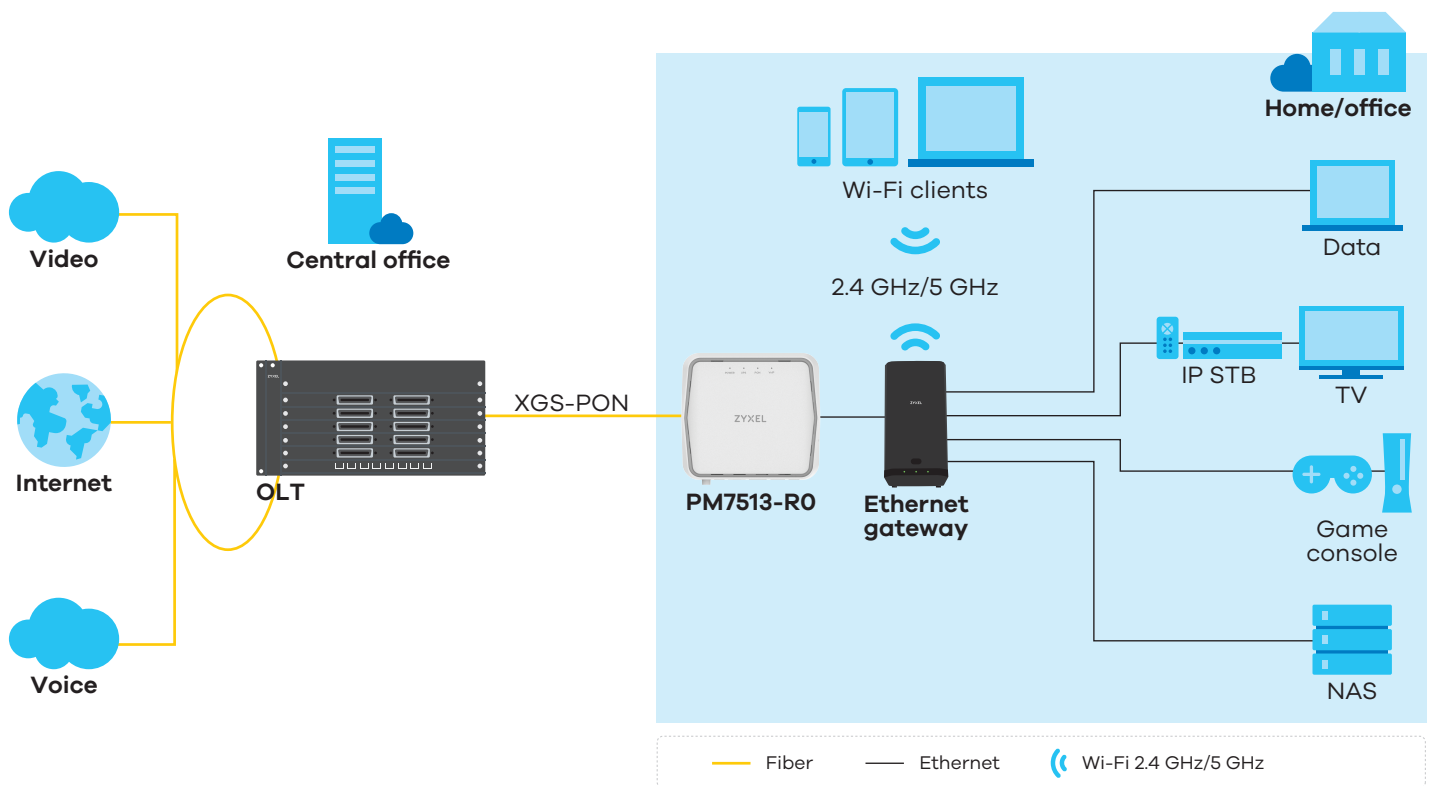 Home/office
Wi-Fi clients
Video
Central office
Data
2.4 GHz/5 GHz
IP STB
TV
ZYXEL
XGS-PON
ZYXEL
ZYXEL
Internet
OLT
PM7513-R0
Ethernet
gateway
Game
console
Voice
NAS
Fiber
Ethernet
Wi-Fi 2.4 GHz/5 GHz